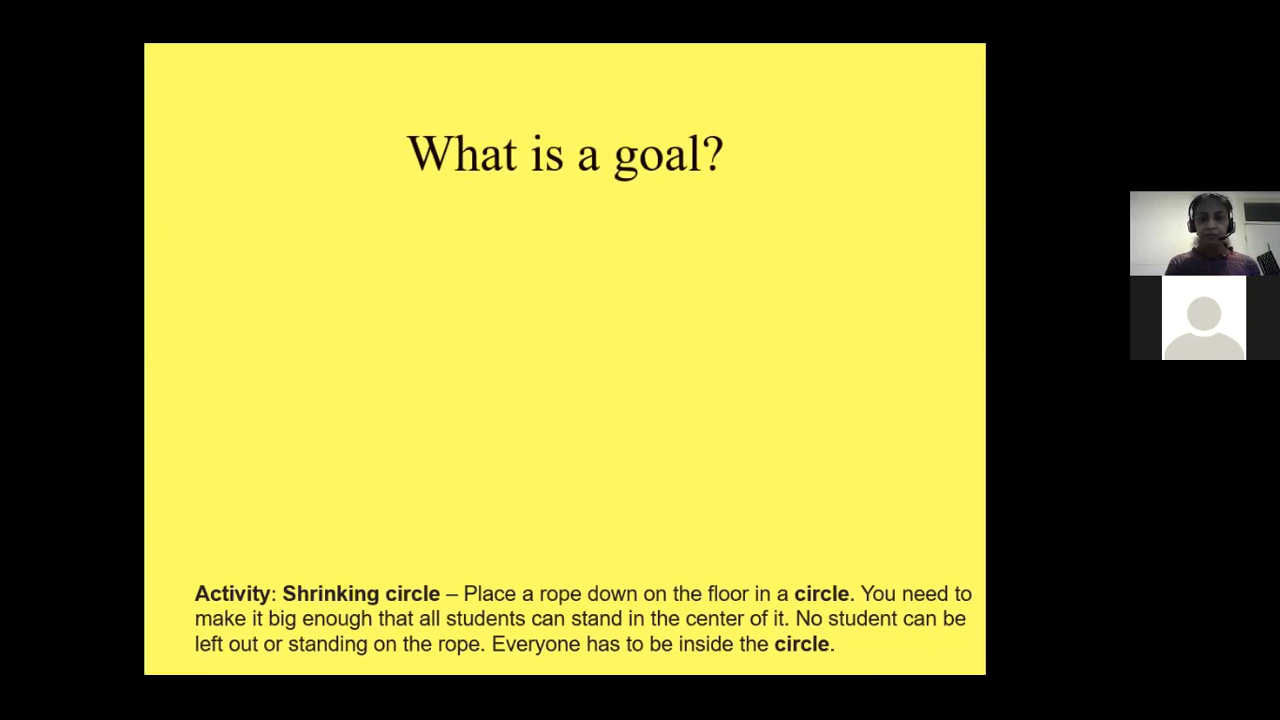 What is a goal?
Activity: Shrinking circle – Place a rope down on the floor in a circle. You need to
make it big enough that all students can stand in the center of it. No student can be
left out or standing on the rope. Everyone has to be inside the circle.